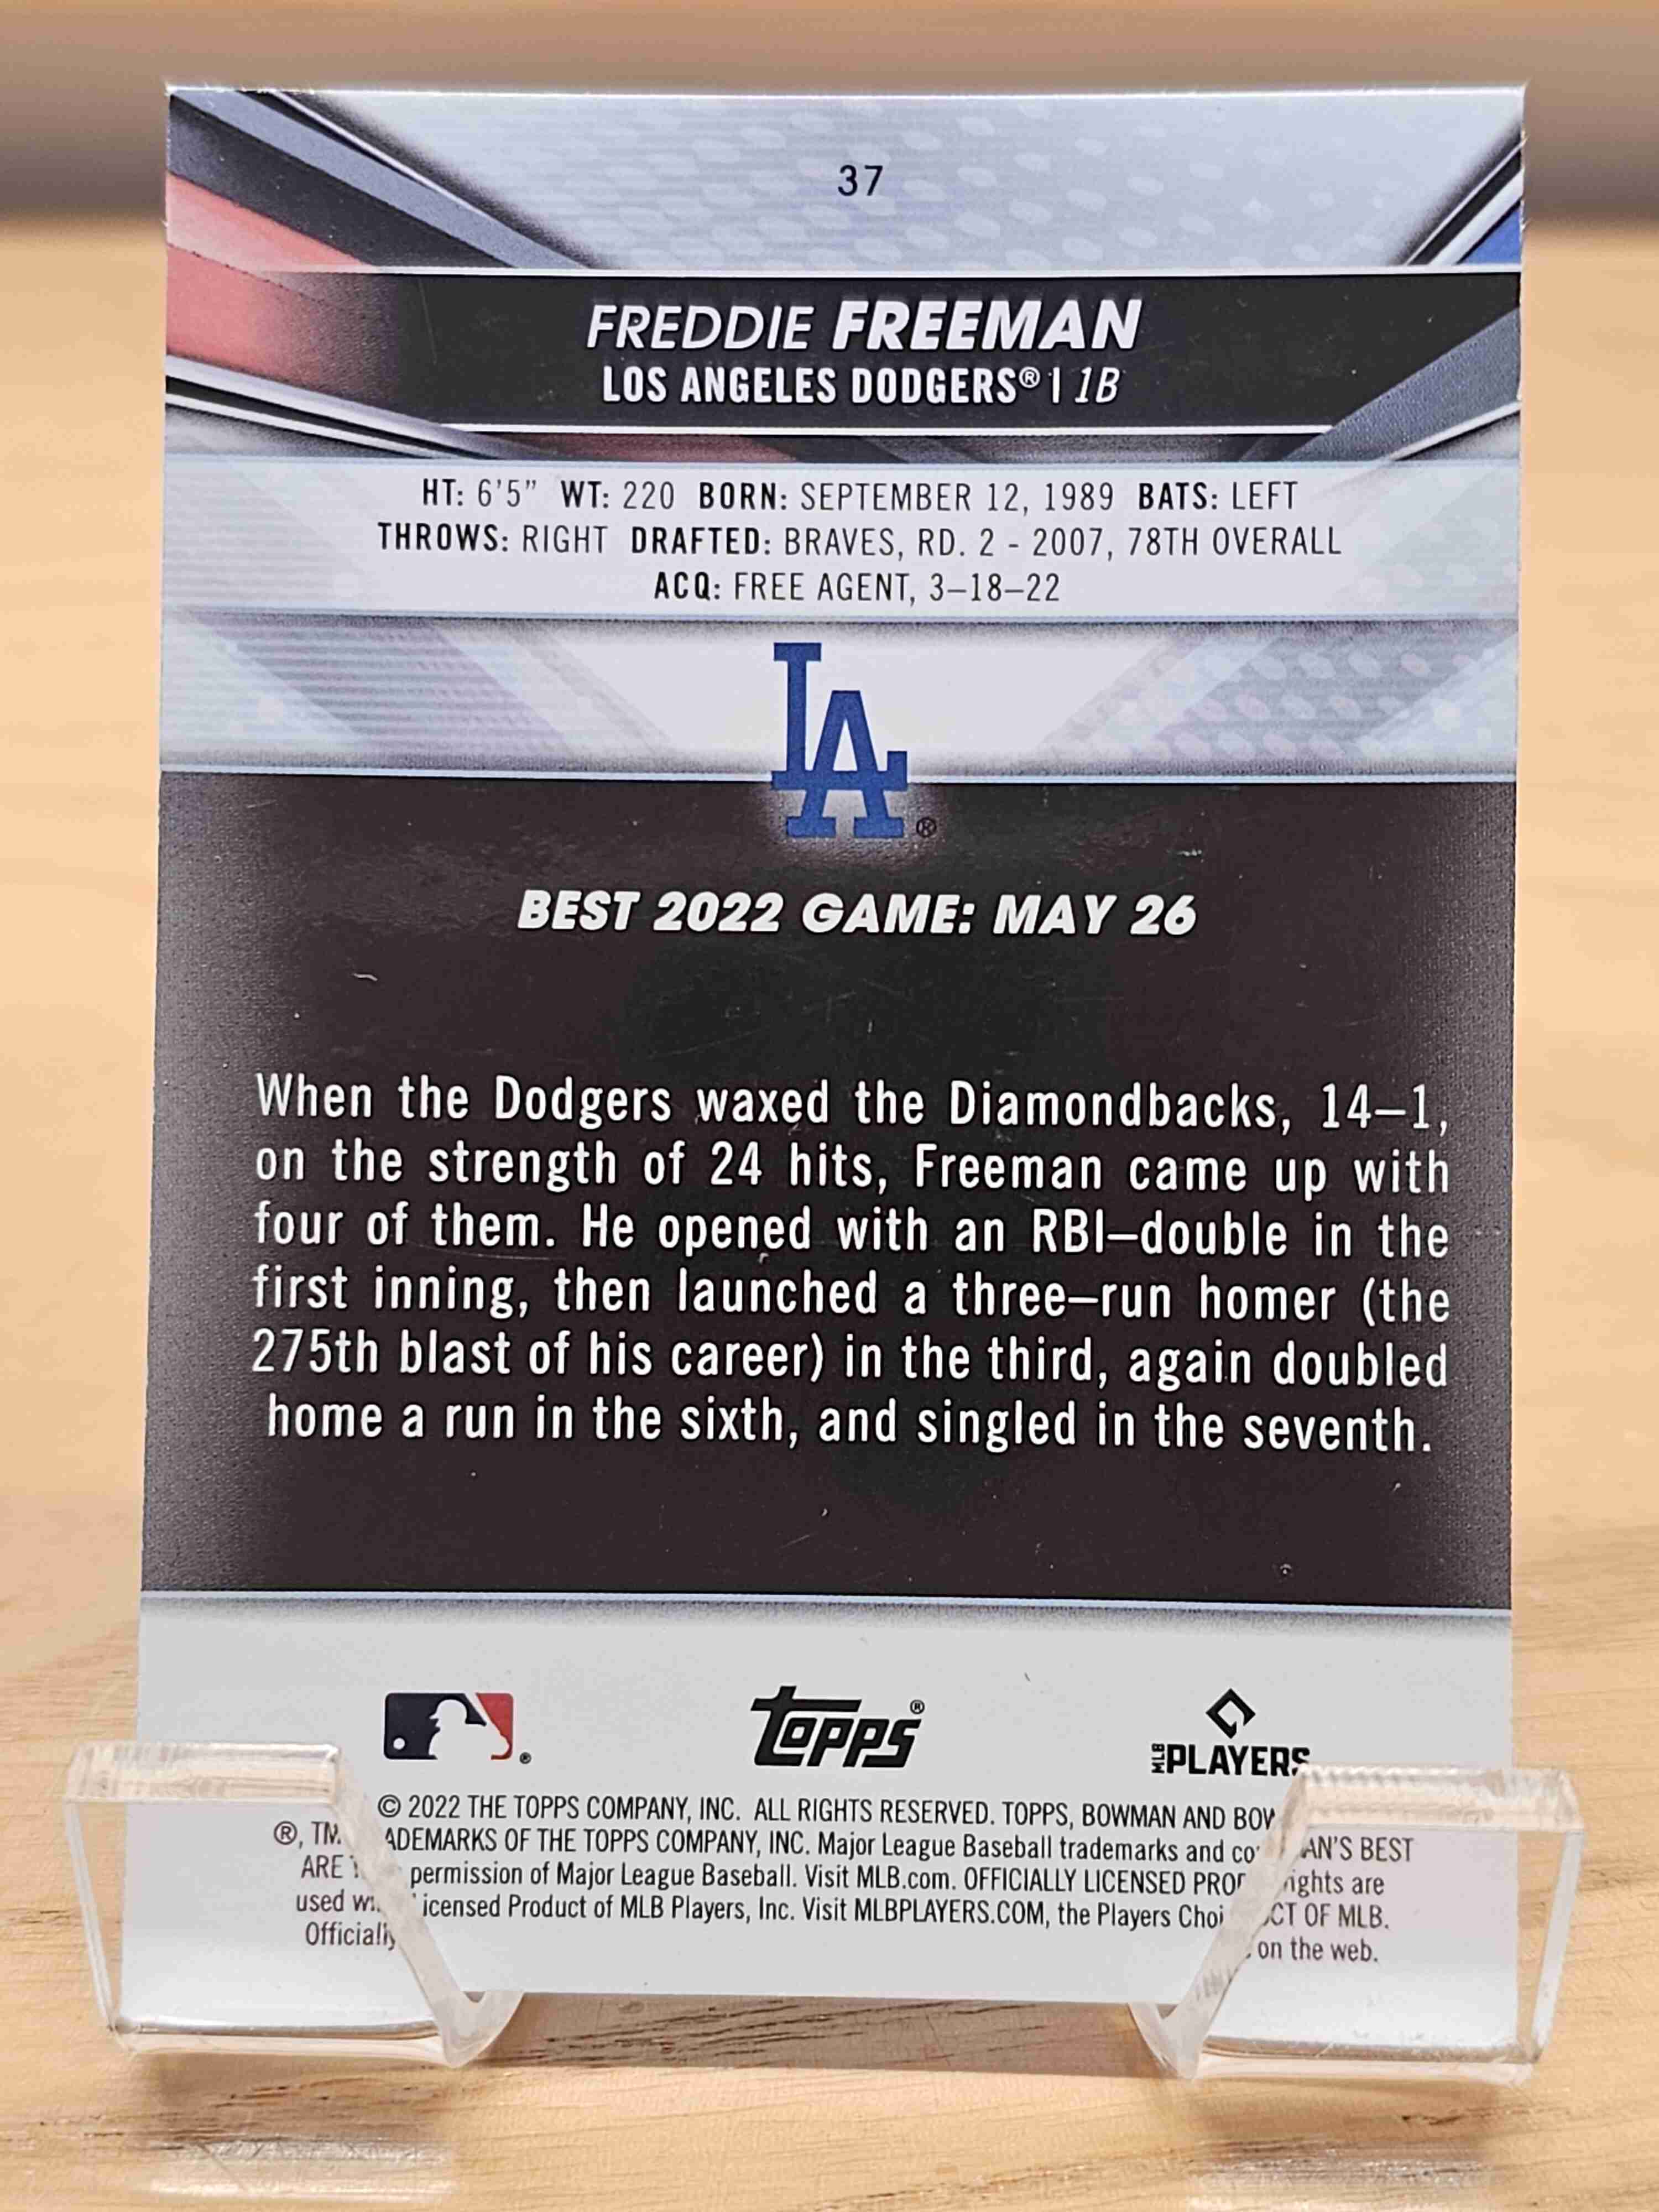 37
FREDDIE FREEMAN
LOS ANGELES DODGERS® | 1B
HT: 6'5" WT: 220 BORN: SEPTEMBER 12, 1989 BATS: LEFT
THROWS: RIGHT DRAFTED: BRAVES, RD. 2 - 2007, 78TH OVERALL
ACQ: FREE AGENT, 3–18–22
LA®
BEST 2022 GAME: MAY 26
When the Dodgers waxed the Diamondbacks, 14–1,
on the strength of 24 hits, Freeman came up with
four of them. He opened with an RBI–double in the
first inning, then launched a three–run homer (the
275th blast of his career) in the third, again doubled
home a run in the sixth, and singled in the seventh.
topps®
MLB PLAYERS
© 2022 THE TOPPS COMPANY, INC. ALL RIGHTS RESERVED. TOPPS, BOWMAN AND
OF THE TOPPS COMPANY, INC. Major League Baseball trademarks and BEST
ARE permission of Major League Baseball. Visit MLB.com. OFFICIALLY LICENSED are
used Product of MLB Players, Inc. Visit MLBPLAYERS.COM, the Players OF MLB.
on the web.